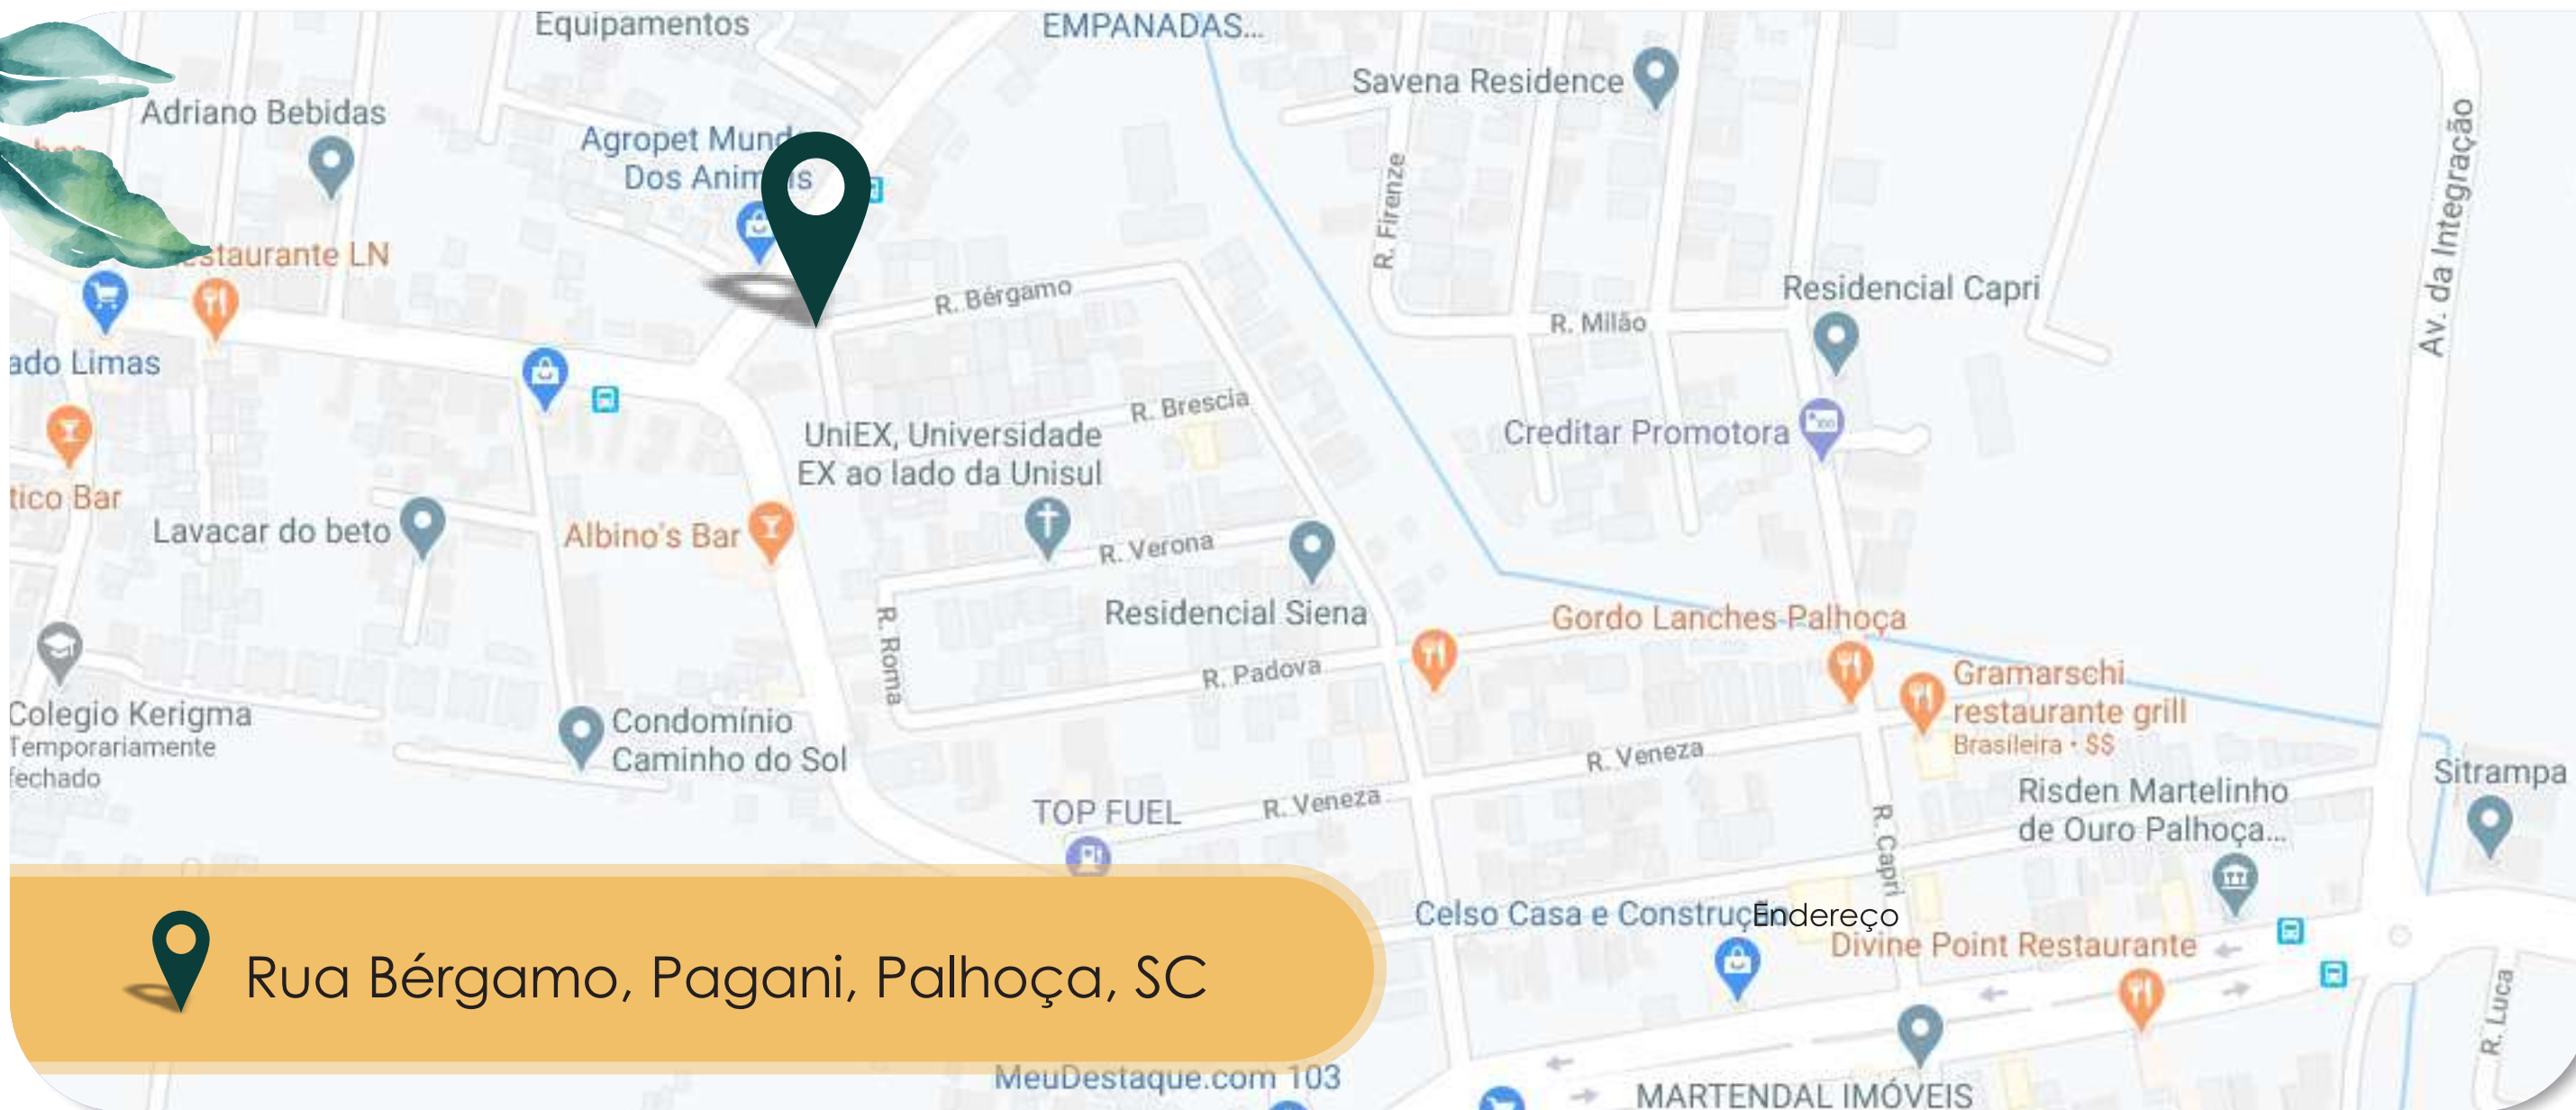 Equipamentos
EMPANADAS...
Savena Residence
Adriano Bebidas
Agropet Mund
Dos Animais
Av. da Integração
R. Firenze
staurante LN
R. Bérgamo
Residencial Capri
R. Milão
ado Limas
R. Brescia
UniEX, Universidade
EX ao lado da Unisul
Creditar Promotora
tico Bar
Lavacar do beto
Albino's Bar
R. Verona
Residencial Siena
R. Roma
Gordo Lanches Palhoça
R. Padova
Gramarschi
restaurante grill
Brasileira · $$
Colegio Kerigma
Temporariamente
fechado
Condomínio
Caminho do Sol
R. Veneza
R. Veneza
Sitrampa
Risden Martelinho
de Ouro Palhoça...
TOP FUEL
R. Capri
Celso Casa e Construç
Endereço
Divine Point Restaurante
Rua Bérgamo, Pagani, Palhoça, SC
R. Luca
MeuDestaque.com 103
MARTENDAL IMÓVEIS